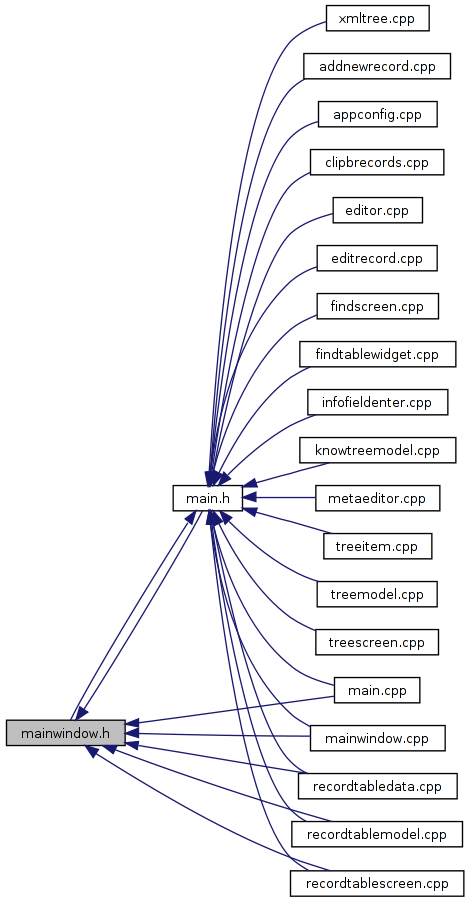 xmltree.cpp
addnewrecord.cpp
appconfig.cpp
clipbrecords.cpp
editor.cpp
editrecord.cpp
findscreen.cpp
findtablewidget.cpp
infofieldenter.cpp
knowtreemodel.cpp
main.h
metaeditor.cpp
treeitem.cpp
treemodel.cpp
treescreen.cpp
main.cpp
mainwindow.h
mainwindow.cpp
recordtabledata.cpp
recordtablemodel.cpp
recordtablescreen.cpp